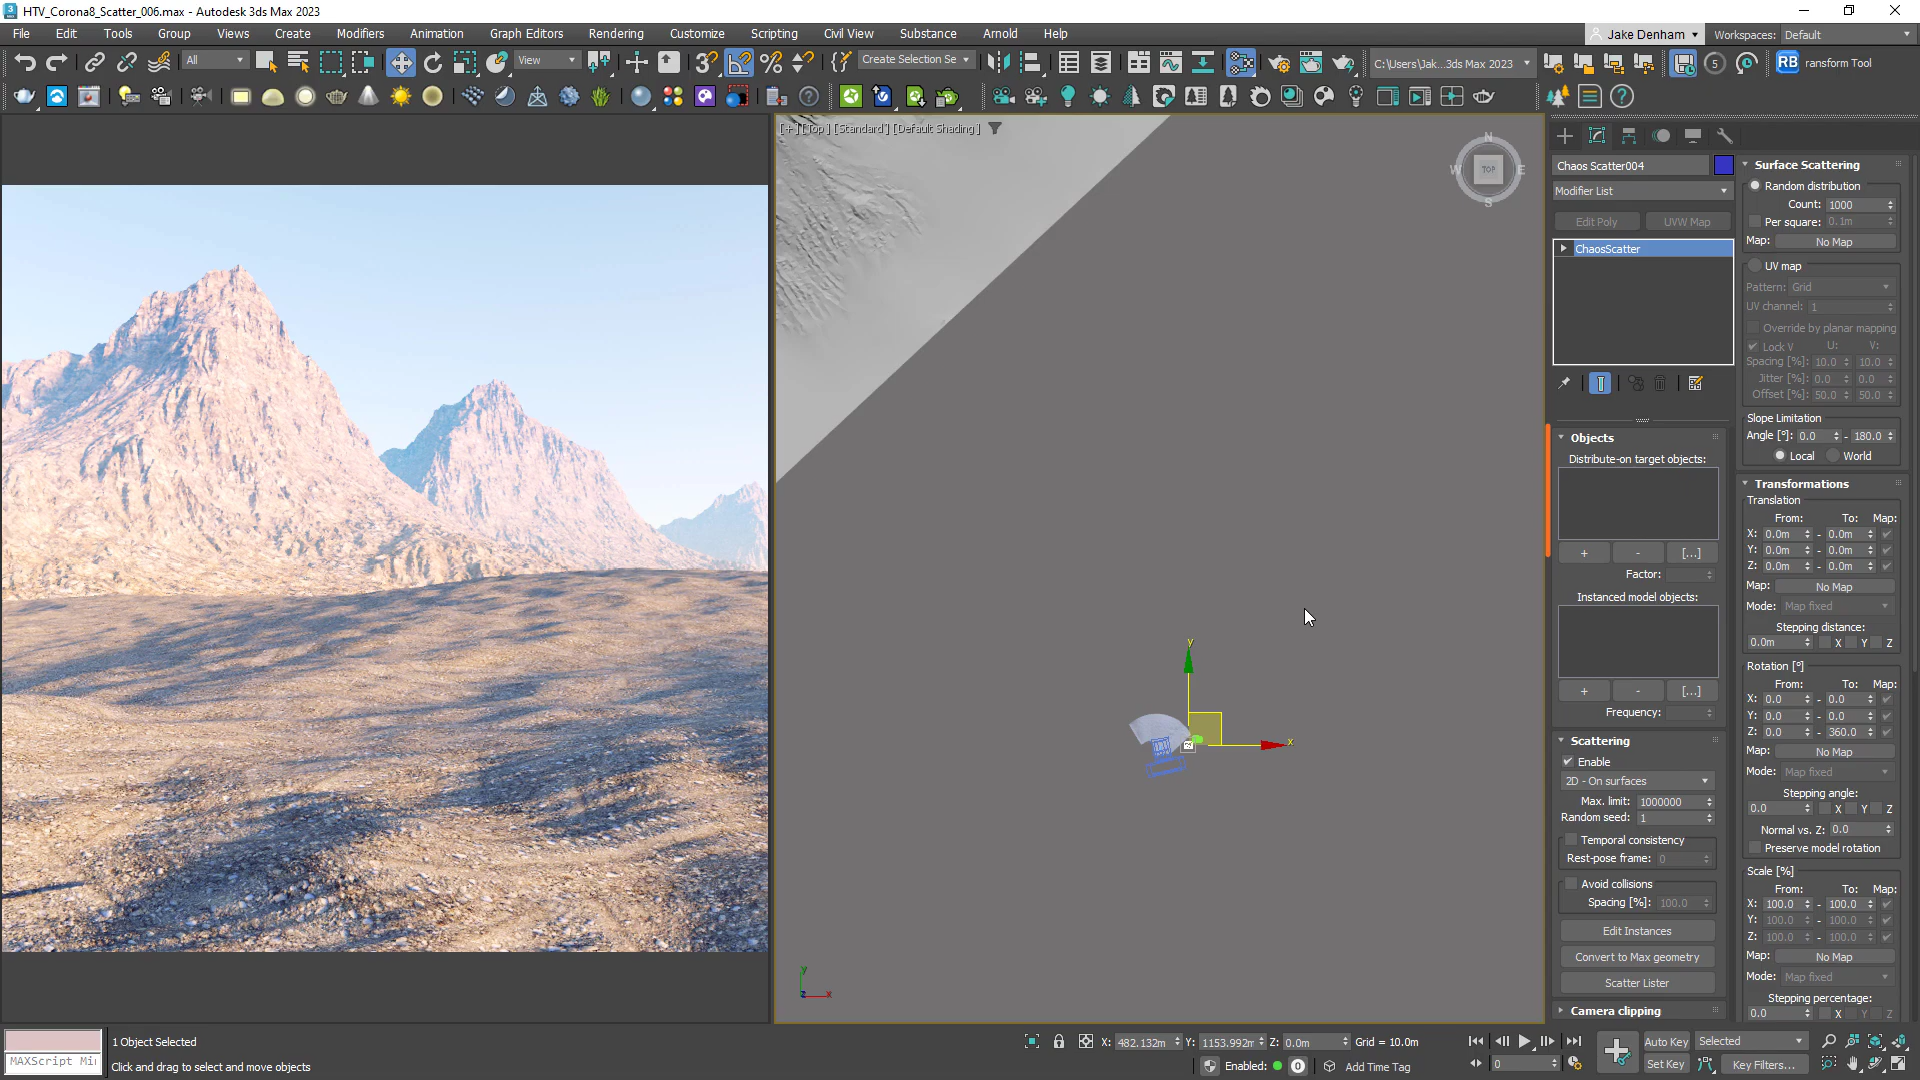 HTV_Corona8_Scatter_006.max - Autodesk 3ds Max 2023
File Edit Tools Group Views Create Modifiers Animation Graph Editors Rendering Customize Scripting Civil View Substance Arnold Help
Jake Denham Workspaces: Default
All View Create Selection Se C:\Users\Jak...3ds Max 2023 5 RB ransform Tool
[+] [Top ] [Standard ] [Default Shading ]
N
W TOP E
S
Chaos Scatter004
Modifier List
Edit Poly UVW Map
ChaosScatter
Objects
Distribute-on target objects:
+ - [...]
Factor:
Instanced model objects:
+ - [...]
Frequency:
Scattering
Enable
2D - On surfaces
Max. limit: 1000000
Random seed: 1
Temporal consistency
Rest-pose frame: 0
Avoid collisions
Spacing [%]: 100.0
Edit Instances
Convert to Max geometry
Scatter Lister
Camera clipping
Surface Scattering
Random distribution
Count: 1000
Per square: 0.1m
Map: No Map
UV map
Pattern: Grid
UV channel: 1
Override by planar mapping
Lock V U: V:
Spacing [%]: 10.0 10.0
Jitter [%]: 0.0 0.0
Offset [%]: 50.0 50.0
Slope Limitation
Angle [°]: 0.0 - 180.0
Local World
Transformations
Translation
From: To: Map:
X: 0.0m - 0.0m
Y: 0.0m - 0.0m
Z: 0.0m - 0.0m
Map: No Map
Mode: Map fixed
Stepping distance:
0.0m X Y Z
Rotation [°]
From: To: Map:
X: 0.0 - 0.0
Y: 0.0 - 0.0
Z: 0.0 - 360.0
Map: No Map
Mode: Map fixed
Stepping angle:
0.0 X Y Z
Normal vs. Z: 0.0
Preserve model rotation
Scale [%]
From: To: Map:
X: 100.0 - 100.0
Y: 100.0 - 100.0
Z: 100.0 - 100.0
Map: No Map
Mode: Map fixed
Stepping percentage:
0.0 X Y Z
y
x
y
z x
MAXScript Mi
1 Object Selected
Click and drag to select and move objects
X: 482.132m Y: 1153.992m Z: 0.0m Grid = 10.0m
Enabled: 0 Add Time Tag
0
Auto Key Selected
Set Key Key Filters...